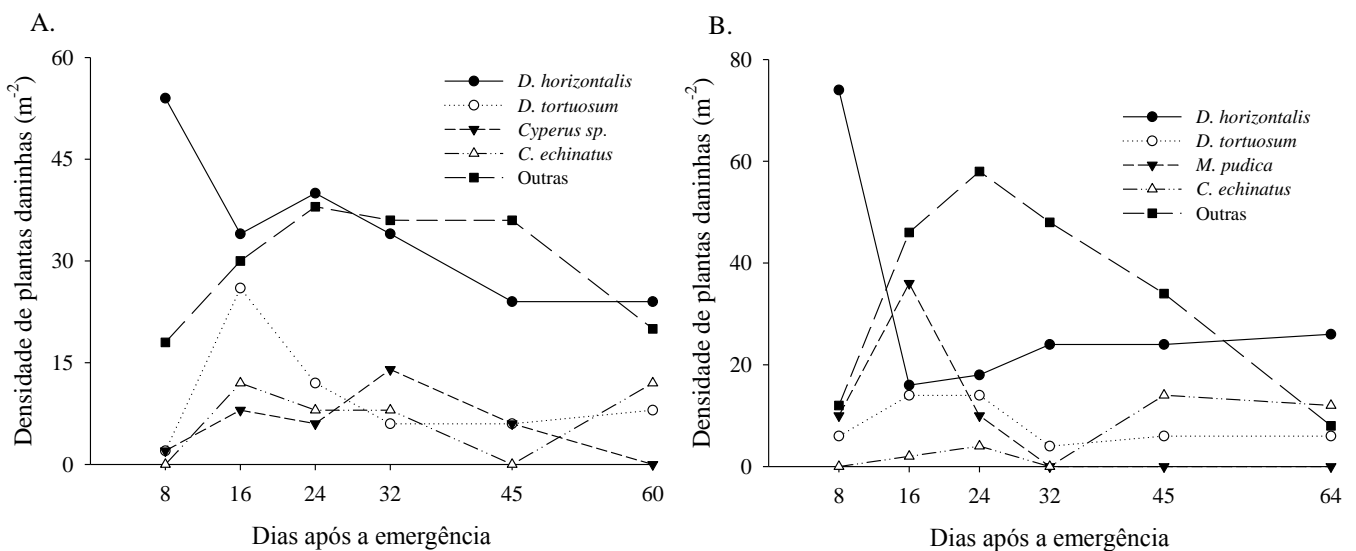 A.
Densidade de plantas daninhas (m-2)
60
45
30
15
0
D. horizontalis
D. tortuosum
Cyperus sp.
C. echinatus
Outras
8 16 24 32 45 60
Dias após a emergência
B.
Densidade de plantas daninhas (m-2)
80
60
40
20
0
D. horizontalis
D. tortuosum
M. pudica
C. echinatus
Outras
8 16 24 32 45 64
Dias após a emergência